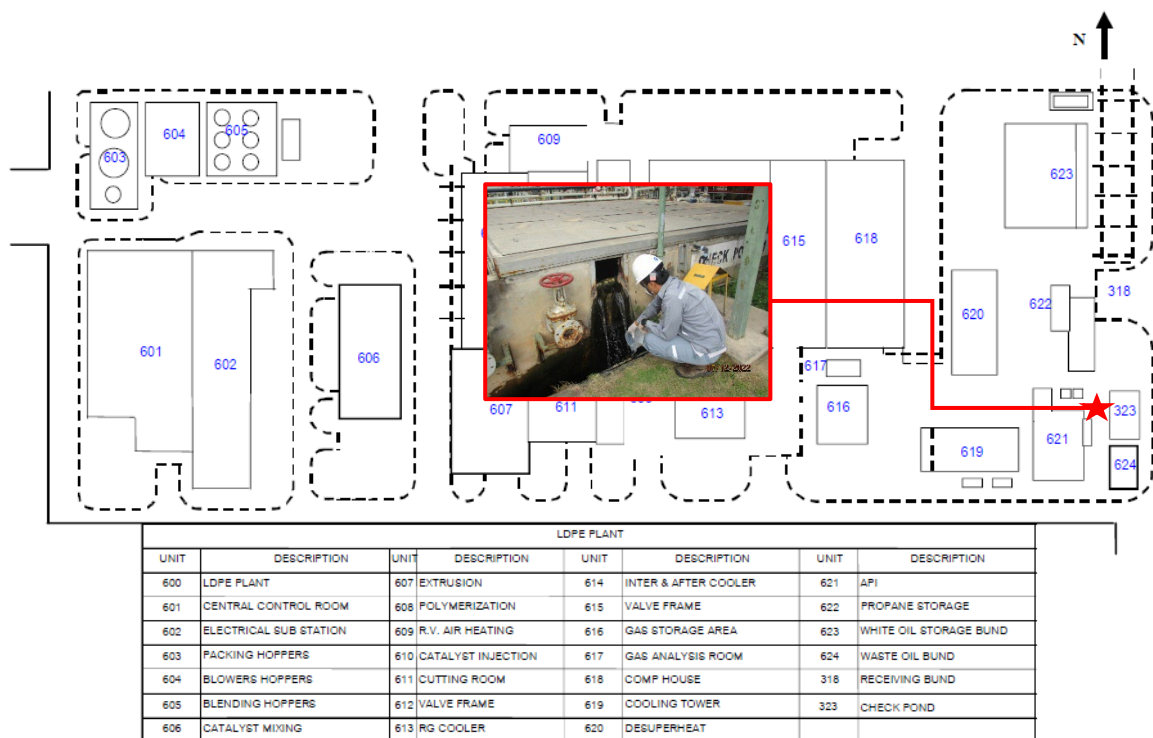 N
604
605
603
609
623
615
618
CHECK PO
318
622
620
601
602
606
617
12-2022
607
611
613
616
323
621
619
624
LDPE PLANT
UNIT DESCRIPTION UNIT DESCRIPTION UNIT DESCRIPTION UNIT DESCRIPTION
600 LDPE PLANT 607 EXTRUSION 614 INTER & AFTER COOLER 621 API
601 CENTRAL CONTROL ROOM 608 POLYMERIZATION 615 VALVE FRAME 622 PROPANE STORAGE
602 ELECTRICAL SUB STATION 609 R.V. AIR HEATING 616 GAS STORAGE AREA 623 WHITE OIL STORAGE BUND
603 PACKING HOPPERS 610 CATALYST INJECTION 617 GAS ANALYSIS ROOM 624 WASTE OIL BUND
604 BLOWERS HOPPERS 611 CUTTING ROOM 618 COMP HOUSE 318 RECEIVING BUND
605 BLENDING HOPPERS 612 VALVE FRAME 619 COOLING TOWER 323 CHECK POND
606 CATALYST MIXING 613 RG COOLER 620 DESUPERHEAT